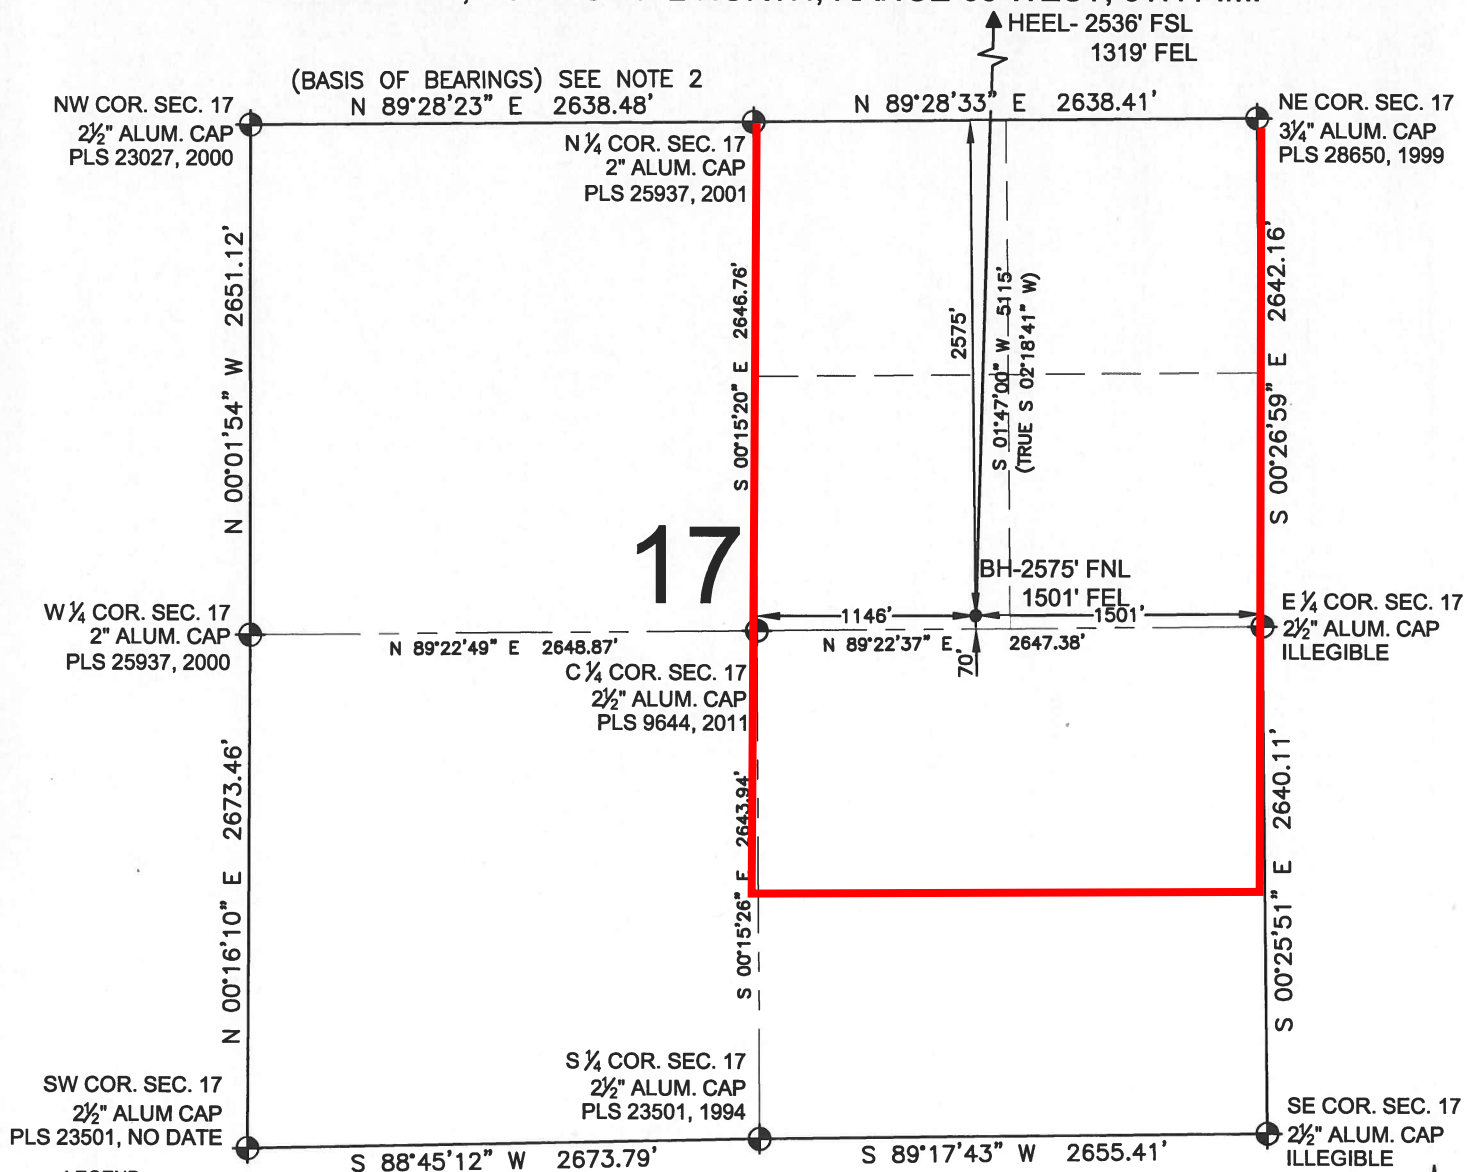 HEEL- 2536' FSL
1319' FEL
(BASIS OF BEARINGS) SEE NOTE 2
N 89°28'23" E 2638.48'
N 89°28'33" E 2638.41'
NW COR. SEC. 17
2½" ALUM. CAP
PLS 23027, 2000
N ¼ COR. SEC. 17
2" ALUM. CAP
PLS 25937, 2001
NE COR. SEC. 17
3¼" ALUM. CAP
PLS 28650, 1999
N 00°01'54" W 2651.12'
S 00°15'20" E 2646.76'
2575'
S 01°47'00" W 5115'
(TRUE S 02°18'41" W)
S 00°26'59" E 2642.16'
17
BH-2575' FNL
1501' FEL
1146'
1501'
W ¼ COR. SEC. 17
2" ALUM. CAP
PLS 25937, 2000
N 89°22'49" E 2648.87'
N 89°22'37" E 2647.38'
70'
E ¼ COR. SEC. 17
2½" ALUM. CAP
ILLEGIBLE
C ¼ COR. SEC. 17
2½" ALUM. CAP
PLS 9644, 2011
N 00°16'10" E 2673.46'
S 00°15'26" E 2643.94'
S 00°25'51" E 2640.11'
SW COR. SEC. 17
2½" ALUM CAP
PLS 23501, NO DATE
S ¼ COR. SEC. 17
2½" ALUM. CAP
PLS 23501, 1994
SE COR. SEC. 17
2½" ALUM. CAP
ILLEGIBLE
S 88°45'12" W 2673.79'
S 89°17'43" W 2655.41'